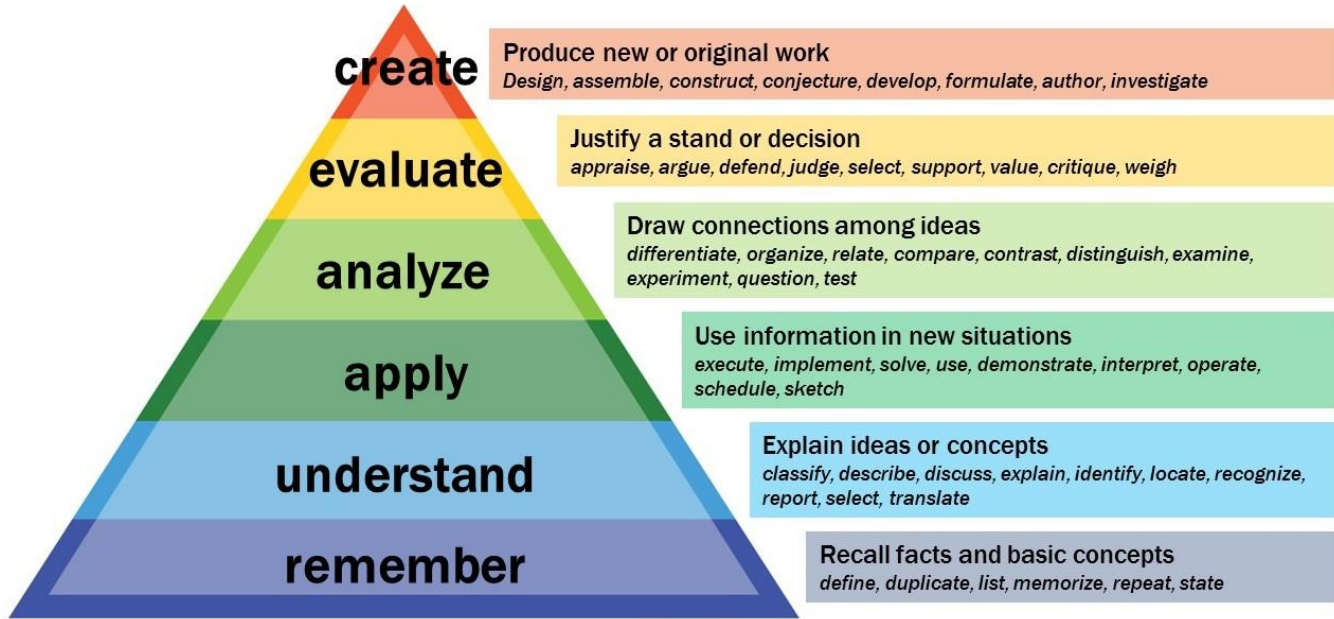 create
Produce new or original work
Design, assemble, construct, conjecture, develop, formulate, author, investigate
evaluate
Justify a stand or decision
appraise, argue, defend, judge, select, support, value, critique, weigh
analyze
Draw connections among ideas
differentiate, organize, relate, compare, contrast, distinguish, examine,
experiment, question, test
apply
Use information in new situations
execute, implement, solve, use, demonstrate, interpret, operate,
schedule, sketch
understand
Explain ideas or concepts
classify, describe, discuss, explain, identify, locate, recognize,
report, select, translate
remember
Recall facts and basic concepts
define, duplicate, list, memorize, repeat, state